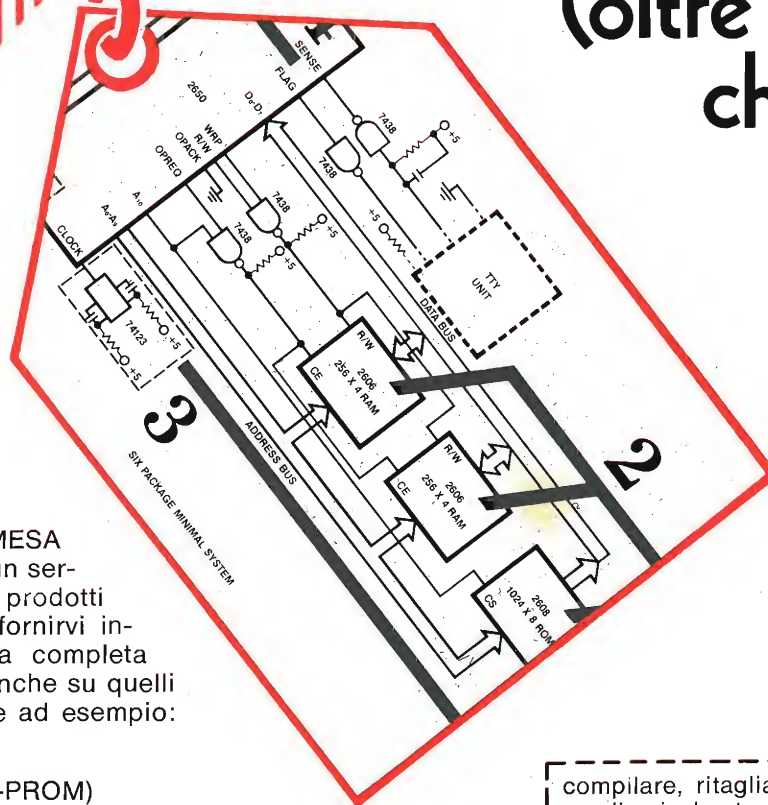 (oltre
ch
SENSE
FLAG
D0-D7
2650
WRP
R/W
OPACK
OPREQ
A10
A0-A9
CLOCK
7438
7438
7438
7438
+5
+5
+5
+5
+5
+5
74123
TTY
UNIT
DATA BUS
R/W
2606
256 X 4 RAM
CE
R/W
2606
256 X 4 RAM
CE
2608
1024 X 8 ROM
CS
ADDRESS BUS
3
2
SIX PACKAGE MINIMAL SYSTEM
MESA
un ser-
prodotti
fornirvi in-
a completa
nche su quelli
e ad esempio:
-PROM)
compilare, ritaglia